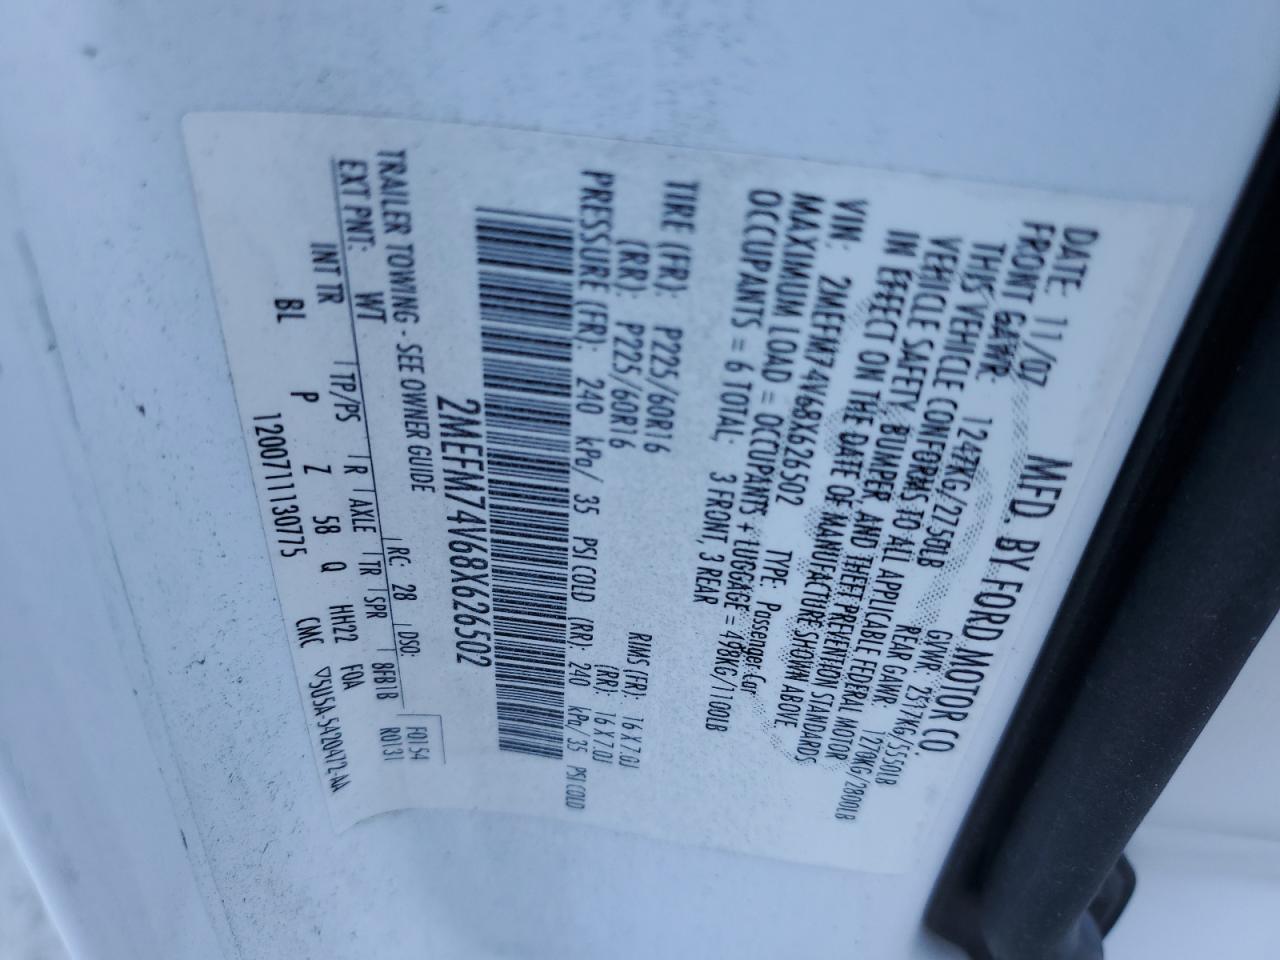 MFD. BY FORD MOTOR CO.
DATE: 11/07 GVWR: 2517KG/5550LB
FRONT GAWR: 1247KG/2750LB REAR GAWR: 1270KG/2800LB
THIS VEHICLE CONFORMS TO ALL APPLICABLE FEDERAL MOTOR
VEHICLE SAFETY, BUMPER, AND THEFT PREVENTION STANDARDS
IN EFFECT ON THE DATE OF MANUFACTURE SHOWN ABOVE
VIN: 2MEFM74V68X626502 TYPE: Passenger Car
MAXIMUM LOAD = OCCUPANTS + LUGGAGE = 498KG/1100LB
OCCUPANTS = 6 TOTAL; 3 FRONT, 3 REAR
TIRE (FR): P225/60R16 RIMS (FR): 16 X 7.0J
(RR): P225/60R16 (RR): 16 X 7.0J
PRESSURE (FR): 240 kPa/ 35 PSI COLD (RR): 240 kPa/ 35 PSI COLD
2MEFM74V68X626502
TRAILER TOWING - SEE OWNER GUIDE
F0154
R0131
EXT PNT: WT RC: 28 DSO:
INT TR TP/PS R AXLE TR SPR 8FB1B
BL P Z 58 Q HH22 FOA
120071113075 CMC ▽5U5A-5420472-AA